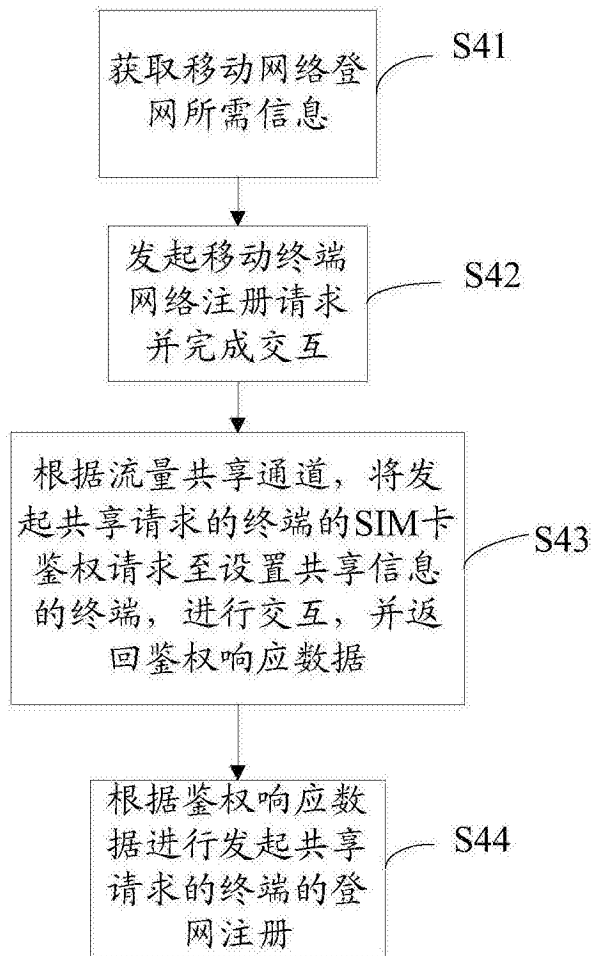 获取移动网络登
网所需信息
S41
发起移动终端
网络注册请求
并完成交互
S42
根据流量共享通道，将发
起共享请求的终端的SIM卡
鉴权请求至设置共享信息
的终端，进行交互，并返
回鉴权响应数据
S43
根据鉴权响应数
据进行发起共享
请求的终端的登
网注册
S44